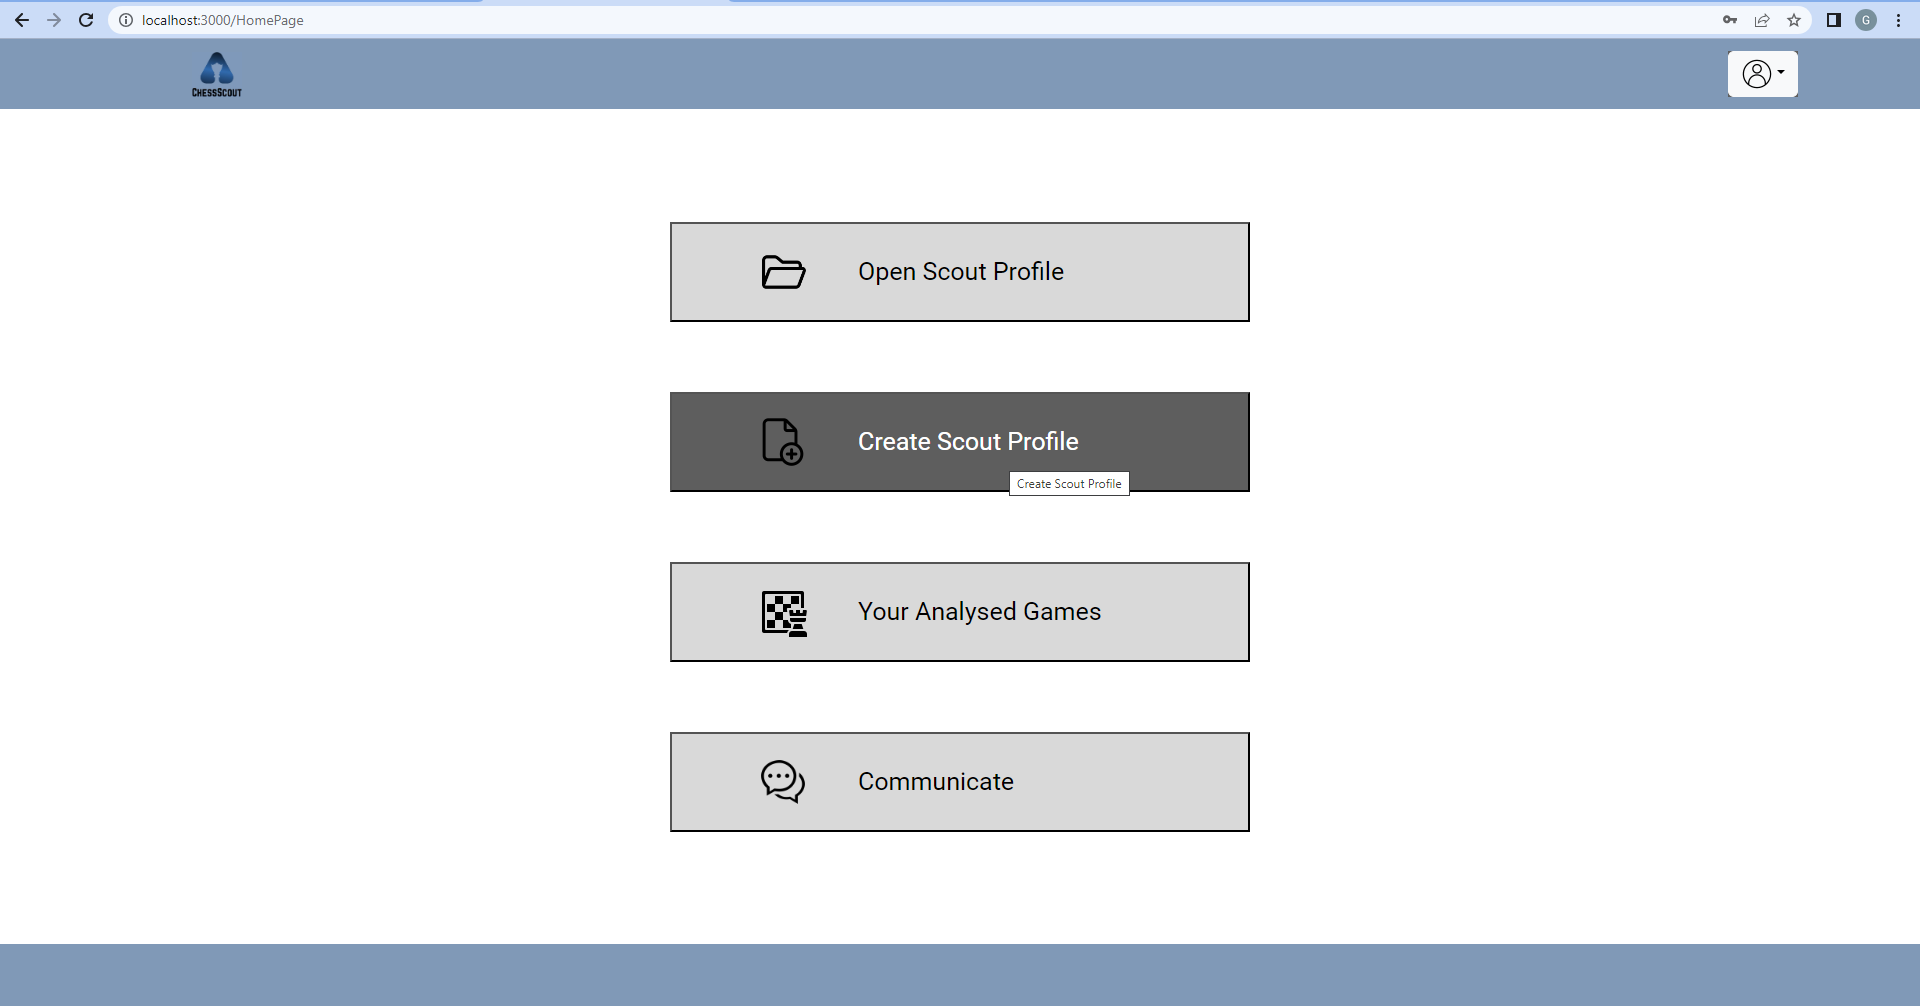 localhost:3000/HomePage
G
ChessScout
Open Scout Profile
Create Scout Profile
Create Scout Profile
Your Analysed Games
Communicate